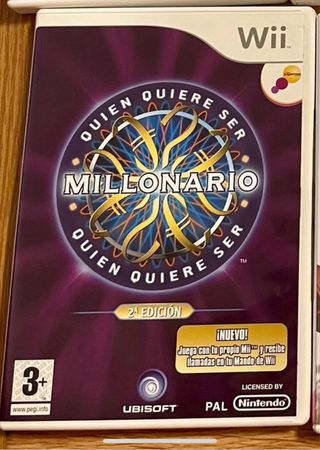 Wii
QUIEN QUIERE SER
MILLONARIO
QUIEN QUIERE SER
TM
2ª EDICIÓN
¡NUEVO!
Juega con tu propio Mii™ y recibe
llamadas en tu Mando de Wii
3+
www.pegi.info
UBISOFT
PAL
LICENSED BY
Nintendo